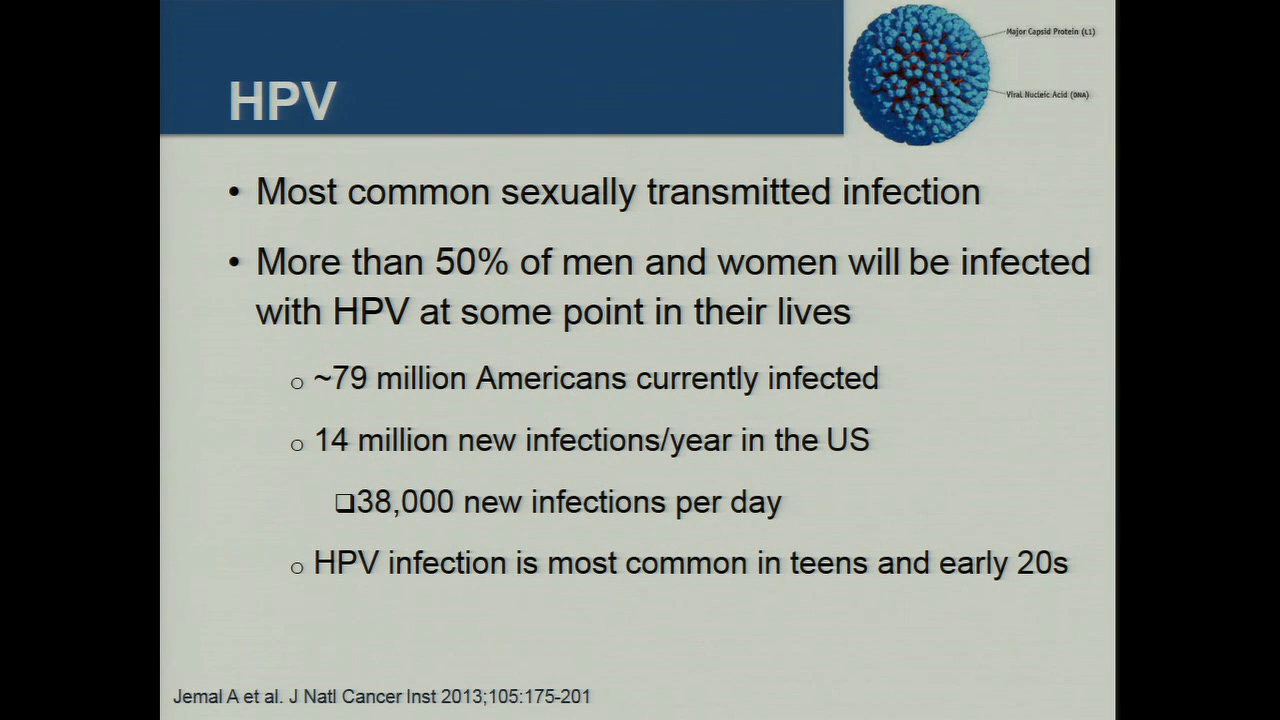 Major Capsid Protein (L1)
HPV
Viral Nucleic Acid (DNA)
• Most common sexually transmitted infection
• More than 50% of men and women will be infected
with HPV at some point in their lives
o ~79 million Americans currently infected
o 14 million new infections/year in the US
❑38,000 new infections per day
o HPV infection is most common in teens and early 20s
Jemal A et al. J Natl Cancer Inst 2013;105:175-201